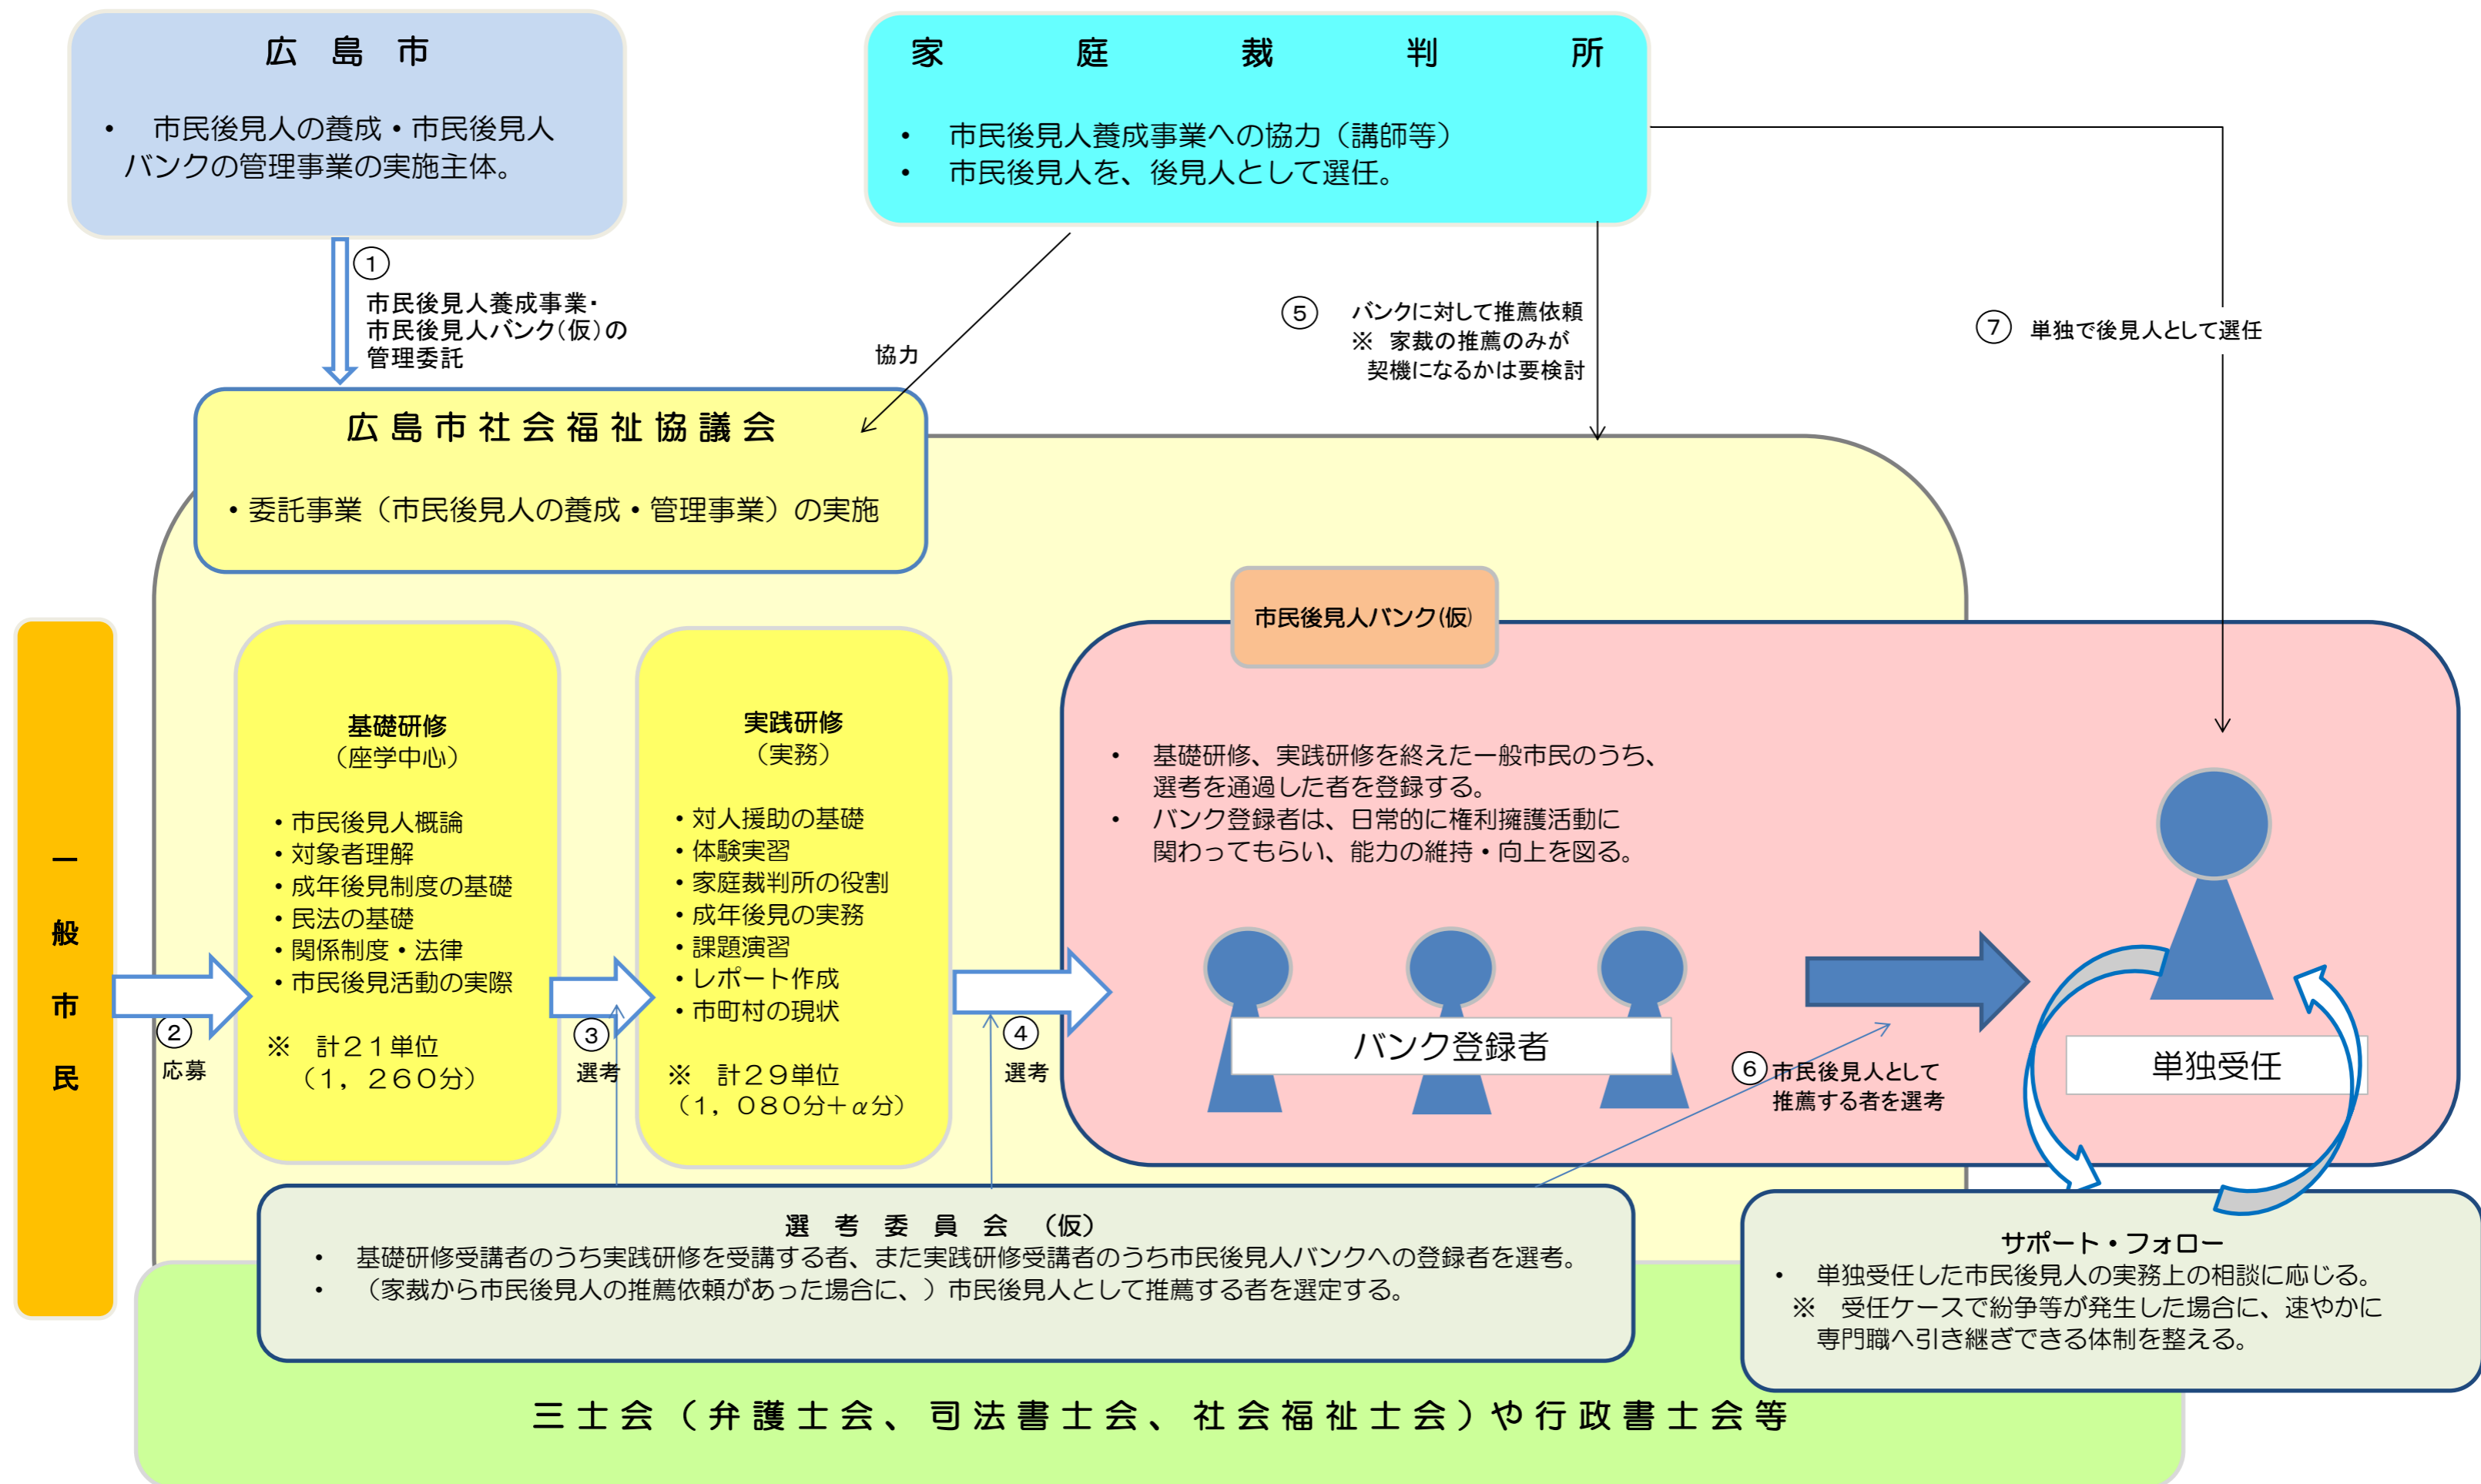 広島市
・ 市民後見人の養成・市民後見人
バンクの管理事業の実施主体。
家庭裁判所
・ 市民後見人養成事業への協力（講師等）
・ 市民後見人を、後見人として選任。
①
市民後見人養成事業・
市民後見人バンク(仮)の
管理委託
協力
⑤ バンクに対して推薦依頼
※ 家裁の推薦のみが
契機になるかは要検討
⑦ 単独で後見人として選任
広島市社会福祉協議会
・委託事業（市民後見人の養成・管理事業）の実施
一般市民
② 応募
基礎研修
（座学中心）
・市民後見人概論
・対象者理解
・成年後見制度の基礎
・民法の基礎
・関係制度・法律
・市民後見活動の実際
※ 計２１単位
（１，２６０分）
③
選考
実践研修
（実務）
・対人援助の基礎
・体験実習
・家庭裁判所の役割
・成年後見の実務
・課題演習
・レポート作成
・市町村の現状
※ 計２９単位
（１，０８０分＋α分）
④
選考
市民後見人バンク(仮)
・ 基礎研修、実践研修を終えた一般市民のうち、
選考を通過した者を登録する。
・ バンク登録者は、日常的に権利擁護活動に
関わってもらい、能力の維持・向上を図る。
バンク登録者
⑥ 市民後見人として
推薦する者を選考
単独受任
選考委員会（仮）
・ 基礎研修受講者のうち実践研修を受講する者、また実践研修受講者のうち市民後見人バンクへの登録者を選考。
・ （家裁から市民後見人の推薦依頼があった場合に、）市民後見人として推薦する者を選定する。
サポート・フォロー
・ 単独受任した市民後見人の実務上の相談に応じる。
※ 受任ケースで紛争等が発生した場合に、速やかに
専門職へ引き継ぎできる体制を整える。
三士会（弁護士会、司法書士会、社会福祉士会）や行政書士会等